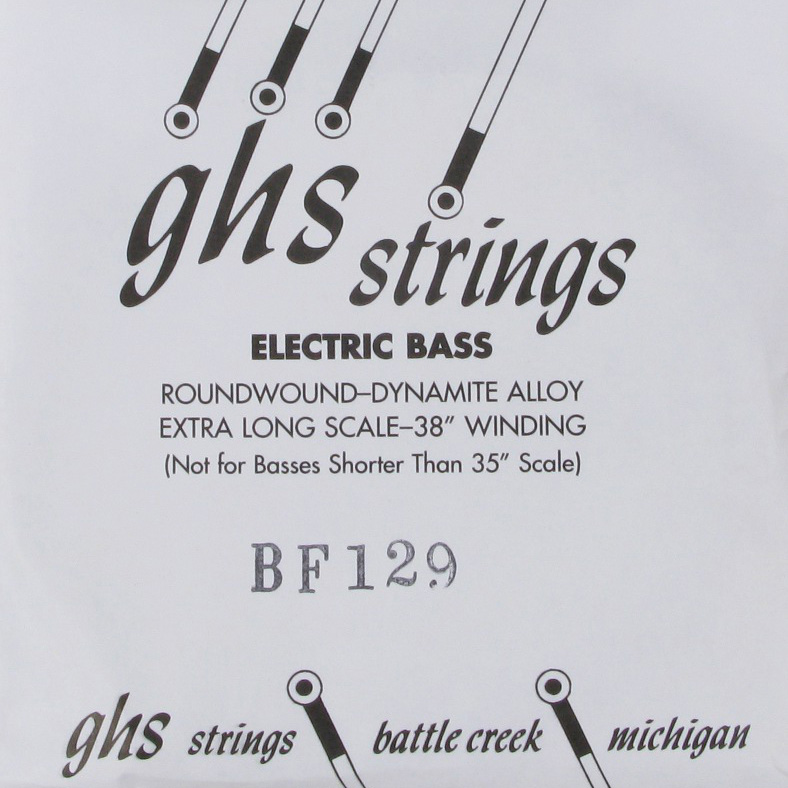 ghs strings
ELECTRIC BASS
ROUNDWOUND–DYNAMITE ALLOY
EXTRA LONG SCALE–38” WINDING
(Not for Basses Shorter Than 35” Scale)
BF129
ghs strings battle creek michigan